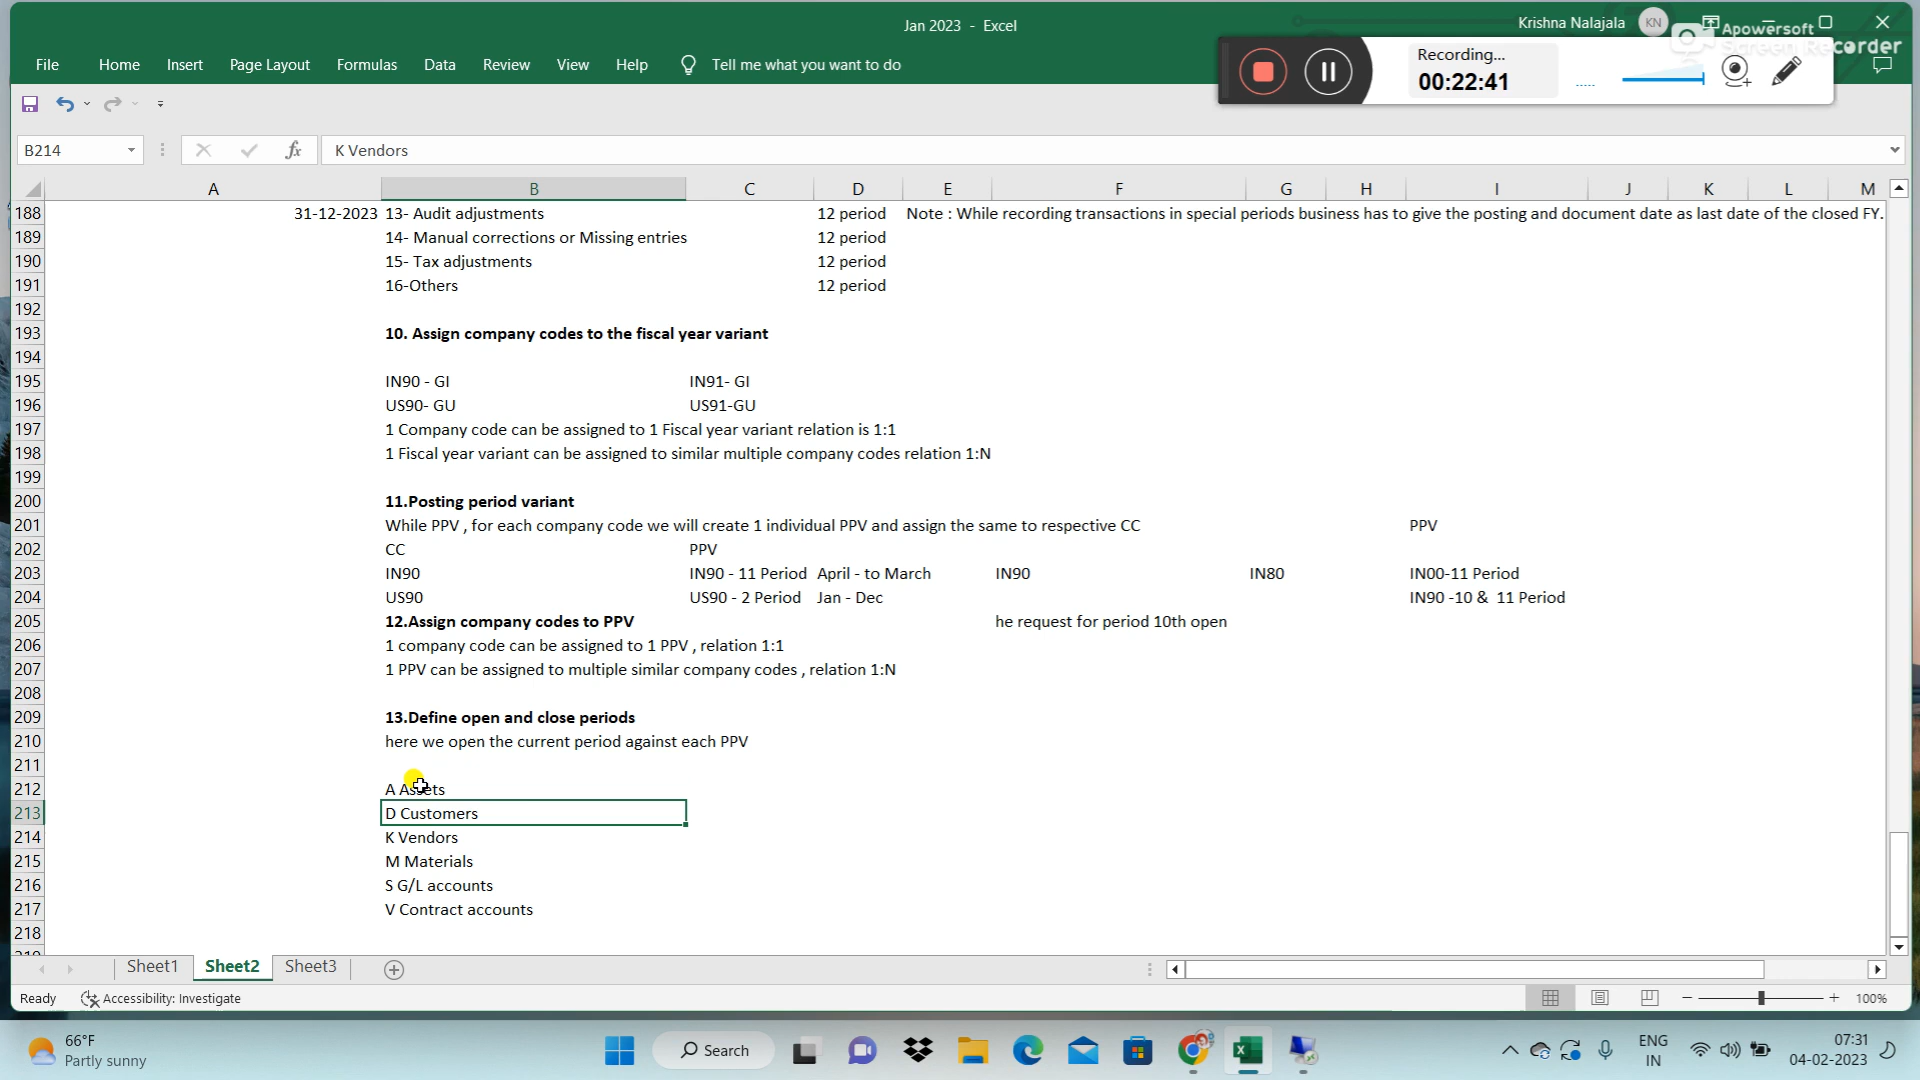 Jan 2023 - Excel
Krishna Nalajala KN
Apowersoft
Screen Recorder
File Home Insert Page Layout Formulas Data Review View Help Tell me what you want to do
Recording...
00:22:41
B214 fx K Vendors
A B C D E F G H I J K L M
188 31-12-2023 13- Audit adjustments 12 period Note : While recording transactions in special periods business has to give the posting and document date as last date of the closed FY.
189 14- Manual corrections or Missing entries 12 period
190 15- Tax adjustments 12 period
191 16-Others 12 period
192
193 10. Assign company codes to the fiscal year variant
194
195 IN90 - GI IN91- GI
196 US90- GU US91-GU
197 1 Company code can be assigned to 1 Fiscal year variant relation is 1:1
198 1 Fiscal year variant can be assigned to similar multiple company codes relation 1:N
199
200 11.Posting period variant
201 While PPV , for each company code we will create 1 individual PPV and assign the same to respective CC PPV
202 CC PPV
203 IN90 IN90 - 11 Period April - to March IN90 IN80 IN00-11 Period
204 US90 US90 - 2 Period Jan - Dec IN90 -10 & 11 Period
205 12.Assign company codes to PPV he request for period 10th open
206 1 company code can be assigned to 1 PPV , relation 1:1
207 1 PPV can be assigned to multiple similar company codes , relation 1:N
208
209 13.Define open and close periods
210 here we open the current period against each PPV
211
212 A Assets
213 D Customers
214 K Vendors
215 M Materials
216 S G/L accounts
217 V Contract accounts
218
Sheet1 Sheet2 Sheet3
Ready Accessibility: Investigate 100%
66°F
Partly sunny
Search
ENG
IN
07:31
04-02-2023